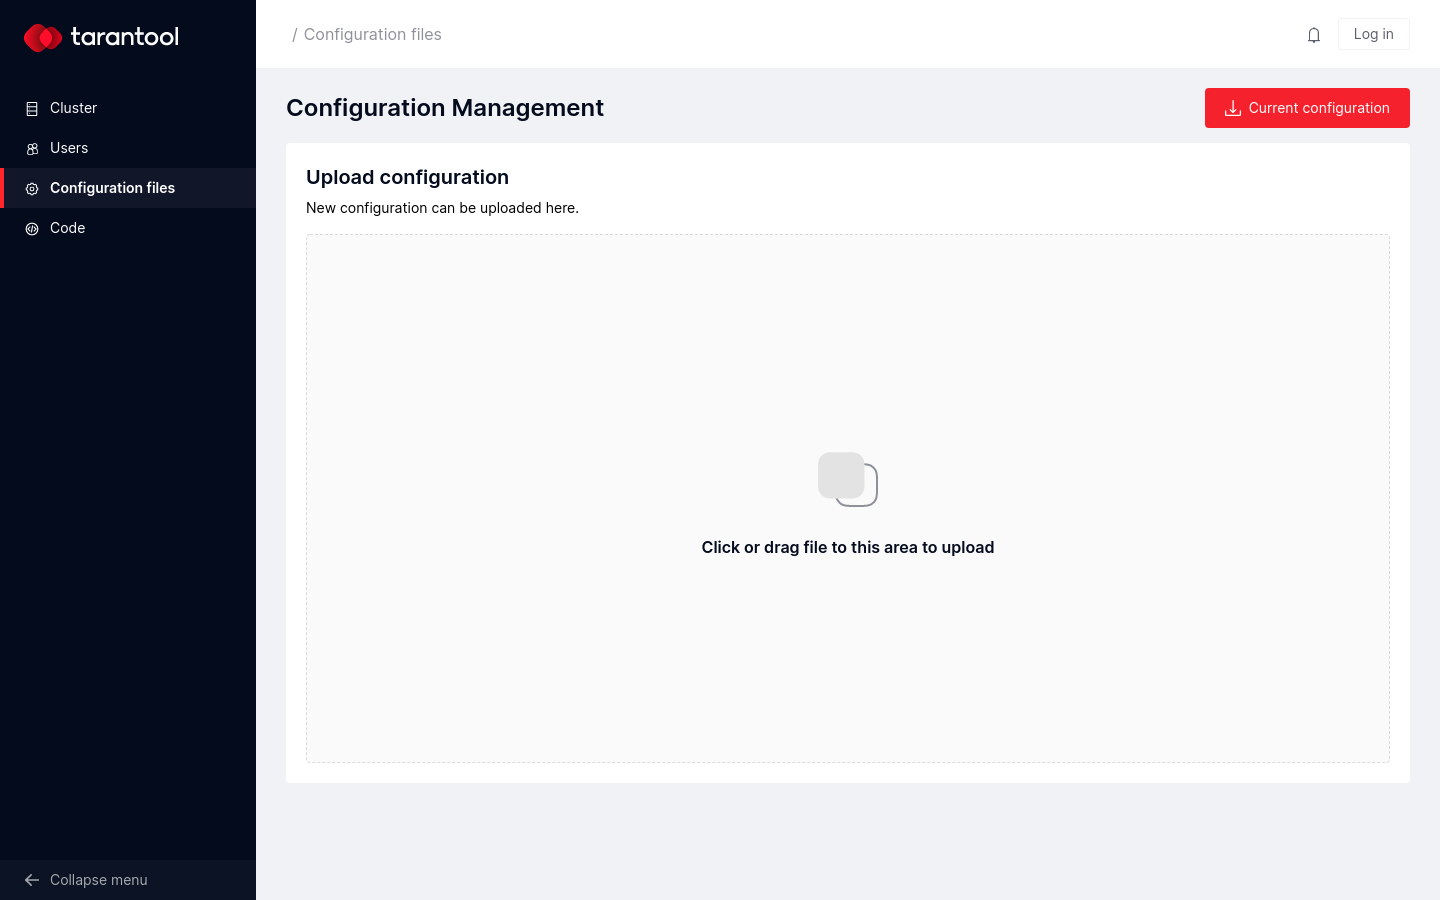 tarantool
/ Configuration files
Log in
Cluster
Users
Configuration files
Code
Collapse menu
Configuration Management
Current configuration
Upload configuration
New configuration can be uploaded here.
Click or drag file to this area to upload